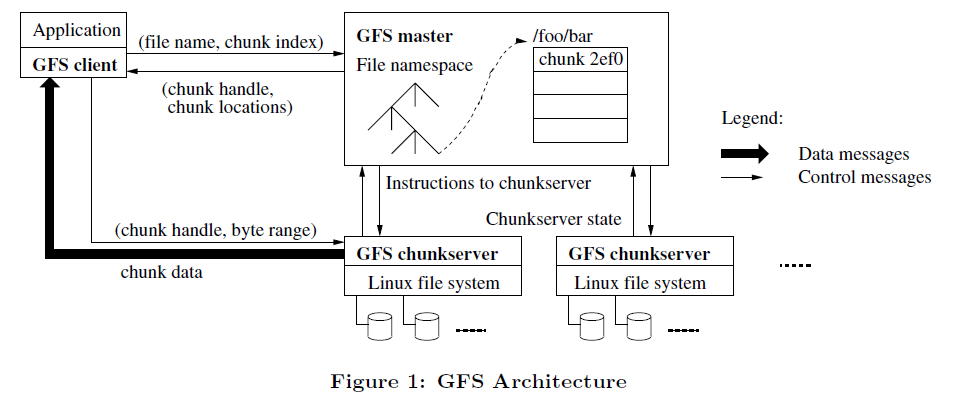 Application
GFS client
(file name, chunk index)
(chunk handle,
chunk locations)
GFS master
File namespace
/foo/bar
chunk 2ef0
Legend:
Data messages
Control messages
Instructions to chunkserver
Chunkserver state
(chunk handle, byte range)
chunk data
GFS chunkserver
Linux file system
GFS chunkserver
Linux file system
Figure 1: GFS Architecture